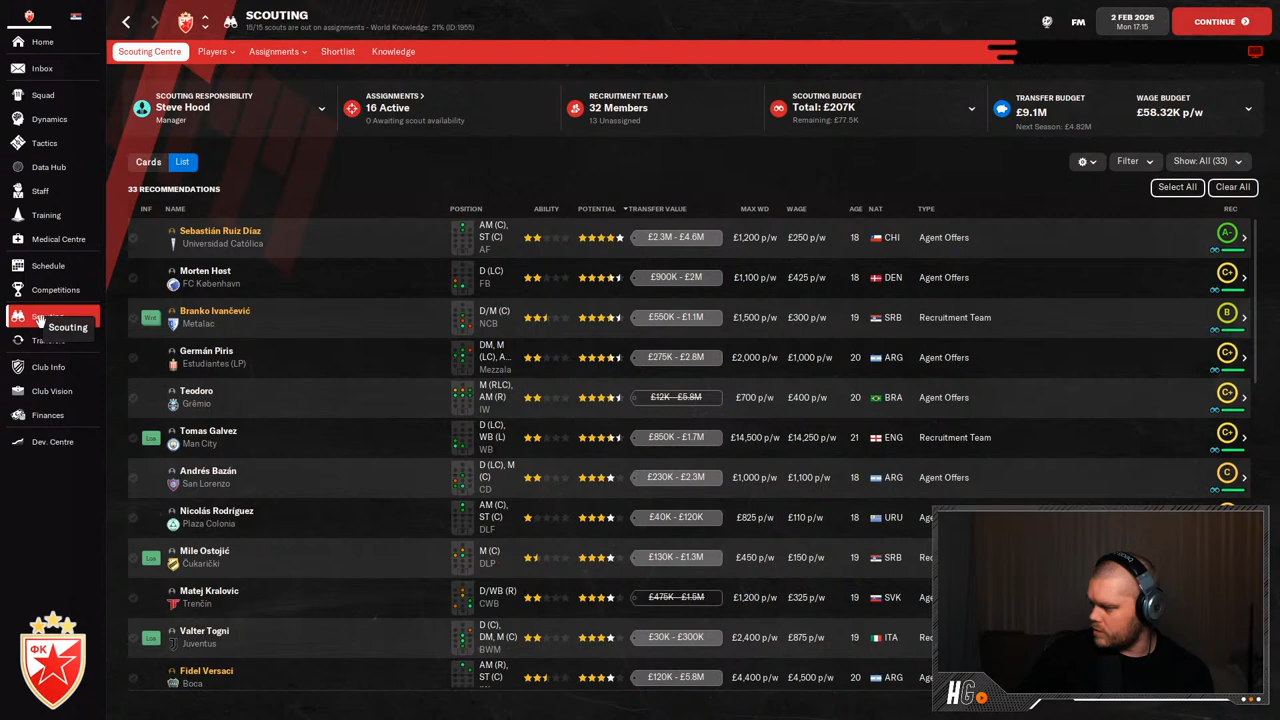 SCOUTING
15/15 scouts are out on assignments - World Knowledge: 21% (ID:1955)
FM
2 FEB 2026
Mon 17:15
CONTINUE
Home
Inbox
Squad
Dynamics
Tactics
Data Hub
Staff
Training
Medical Centre
Schedule
Competitions
Scouting
Club Info
Club Vision
Finances
Dev. Centre
ФК
Scouting Centre
Players
Assignments
Shortlist
Knowledge
SCOUTING RESPONSIBILITY
Steve Hood
Manager
ASSIGNMENTS
16 Active
0 Awaiting scout availability
RECRUITMENT TEAM
32 Members
13 Unassigned
SCOUTING BUDGET
Total: £207K
Remaining: £77.5K
TRANSFER BUDGET
£9.1M
Next Season: £4.82M
WAGE BUDGET
£58.32K p/w
Cards
List
Filter
Show: All (33)
33 RECOMMENDATIONS
Select All
Clear All
INF NAME POSITION ABILITY POTENTIAL TRANSFER VALUE MAX WD WAGE AGE NAT TYPE REC
Sebastián Ruiz Díaz
Universidad Católica
AM (C),
ST (C)
AF
£2.3M - £4.6M £1,200 p/w £250 p/w 18 CHI Agent Offers A-
Morten Høst
FC København
D (LC)
FB
£900K - £2M £1,100 p/w £425 p/w 18 DEN Agent Offers C+
Wnt
Branko Ivančević
Metalac
D/M (C)
NCB
£550K - £1.1M £1,500 p/w £300 p/w 19 SRB Recruitment Team B
Germán Piris
Estudiantes (LP)
DM, M
(LC), A...
Mezzala
£275K - £2.8M £2,000 p/w £1,000 p/w 20 ARG Agent Offers C+
Teodoro
Grêmio
M (RLC),
AM (R)
IW
£12K - £5.8M £700 p/w £400 p/w 20 BRA Agent Offers C+
Loa
Tomas Galvez
Man City
D (LC),
WB (L)
WB
£850K - £1.7M £14,500 p/w £14,250 p/w 21 ENG Recruitment Team C+
Andrés Bazán
San Lorenzo
D (LC), M
(C)
CD
£230K - £2.3M £1,000 p/w £1,100 p/w 18 ARG Agent Offers C
Nicolás Rodríguez
Plaza Colonia
AM (C),
ST (C)
DLF
£40K - £120K £825 p/w £110 p/w 18 URU Agent Offers
Loa
Mile Ostojić
Čukarički
M (C)
DLP
£130K - £1.3M £450 p/w £150 p/w 19 SRB Rec
Matej Kralovic
Trenčín
D/WB (R)
CWB
£475K - £1.5M £1,200 p/w £325 p/w 19 SVK Age
Loa
Valter Togni
Juventus
D (C),
DM, M (C)
BWM
£30K - £300K £2,400 p/w £875 p/w 19 ITA Rec
Fidel Versaci
Boca
AM (R),
ST (C)
£120K - £5.8M £4,400 p/w £4,500 p/w 20 ARG Age
HG